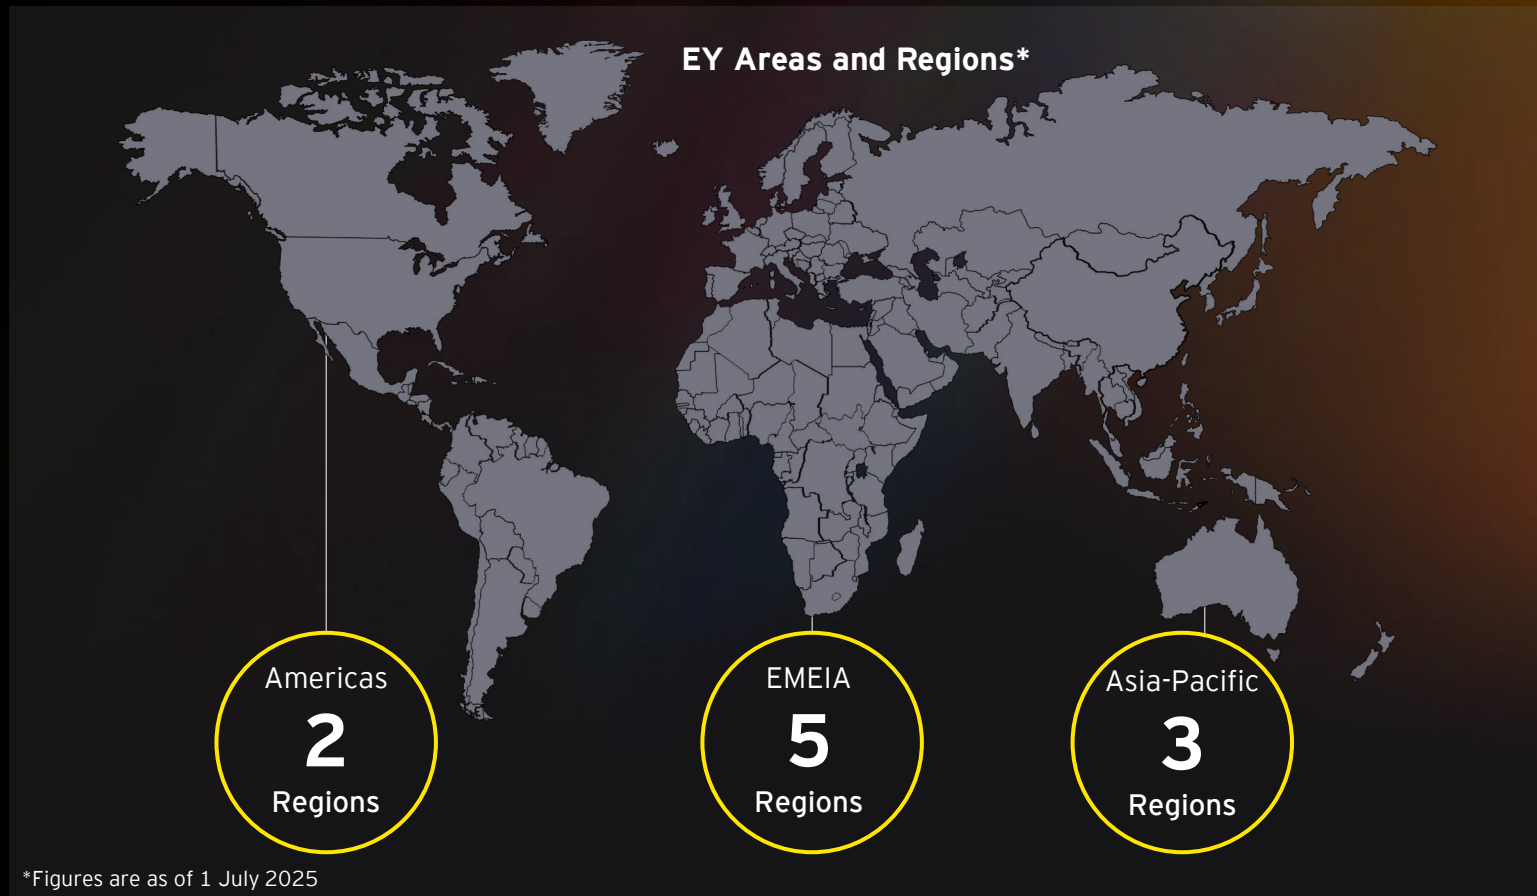 EY Areas and Regions*
Americas
2
Regions
EMEIA
5
Regions
Asia-Pacific
3
Regions
*Figures are as of 1 July 2025